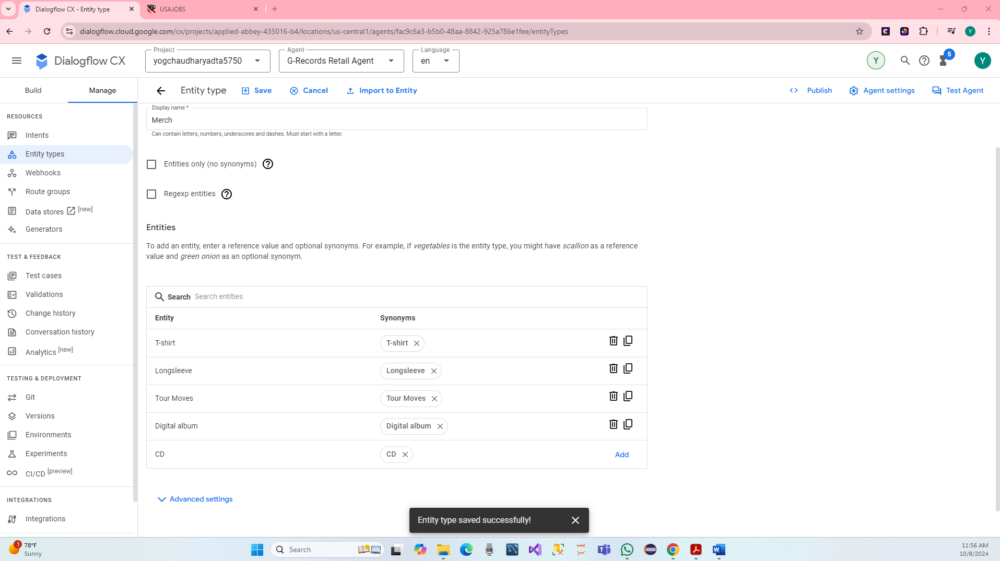 Dialogflow CX - Entity type
USAJOBS
dialogflow.cloud.google.com/cx/projects/applied-abbey-435016-b4/locations/us-central1/agents/fac9c6a3-b5b0-48aa-8842-925a786e1fee/entityTypes
Y
Dialogflow CX
Project
yogchaudharyadta5750
Agent
G-Records Retail Agent
Language
en
Y
5
Y
Build
Manage
Entity type
Save
Cancel
Import to Entity
Publish
Agent settings
Test Agent
RESOURCES
Intents
Entity types
Webhooks
Route groups
Data stores [new]
Generators
TEST & FEEDBACK
Test cases
Validations
Change history
Conversation history
Analytics [new]
TESTING & DEPLOYMENT
Git
Versions
Environments
Experiments
CI/CD [preview]
INTEGRATIONS
Integrations
Display name *
Merch
Can contain letters, numbers, underscores and dashes. Must start with a letter.
Entities only (no synonyms)
Regexp entities
Entities
To add an entity, enter a reference value and optional synonyms. For example, if vegetables is the entity type, you might have scallion as a reference
value and green onion as an optional synonym.
Search Search entities
Entity Synonyms
T-shirt T-shirt
Longsleeve Longsleeve
Tour Moves Tour Moves
Digital album Digital album
CD CD Add
Advanced settings
Entity type saved successfully!
1
78°F
Sunny
Search
11:56 AM
10/8/2024